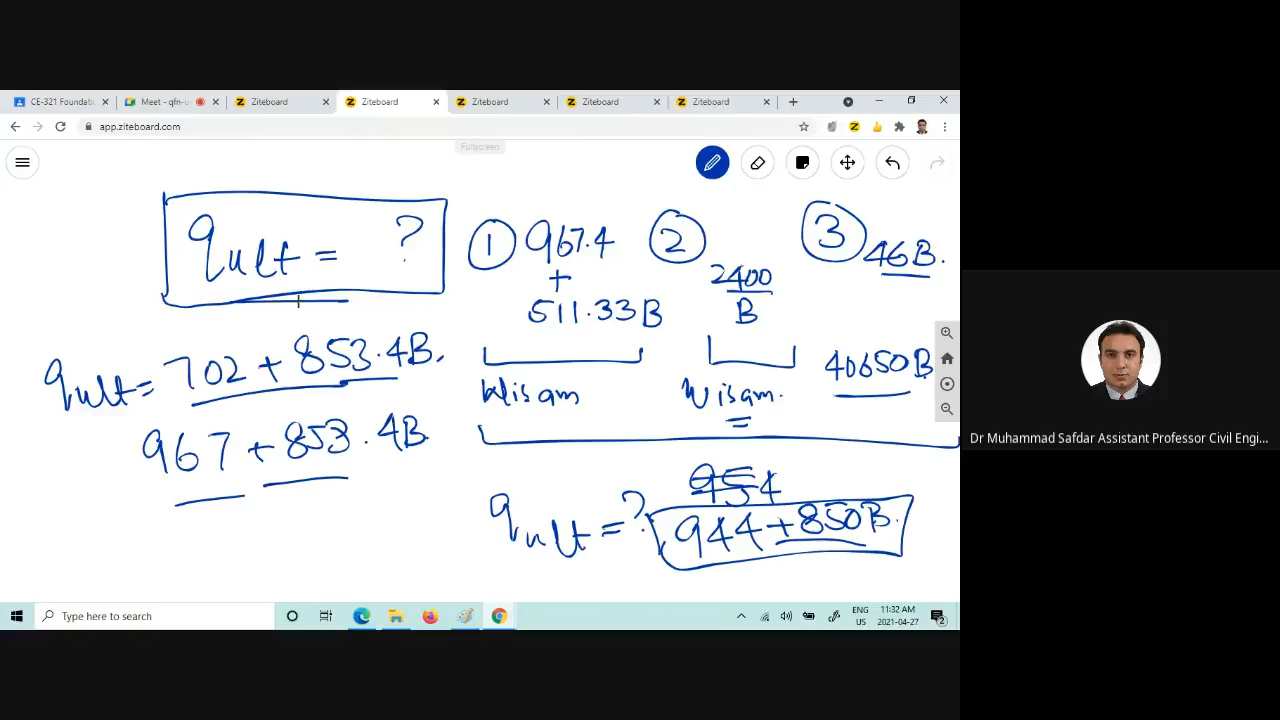 CE-321 Founda
Meet - qfn-u
Ziteboard
Ziteboard
Ziteboard
Ziteboard
Ziteboard
app.ziteboard.com
Fullscreen
qult = ?
① 967.4
+
511.33B
② 2400
B
③ 46B.
qult = 702 + 853.4B.
967 + 853.4B
Wisam
Wisam.
40650B
qult = ?
954
944 + 850B.
Dr Muhammad Safdar Assistant Professor Civil Engi...
Type here to search
ENG
US
11:32 AM
2021-04-27
2